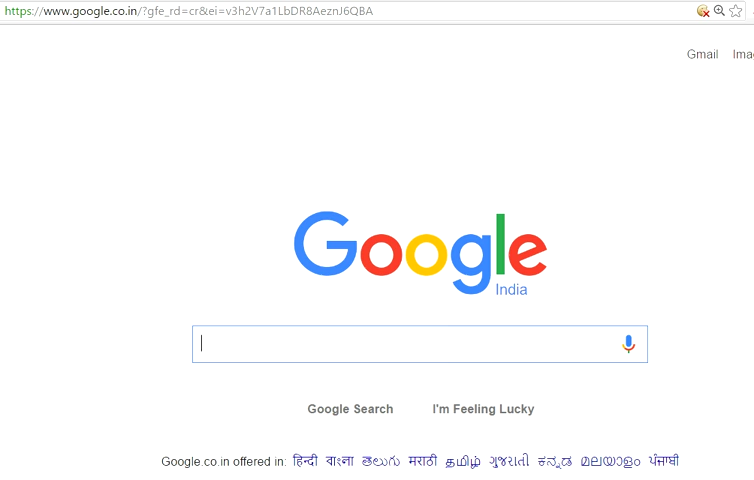 https://www.google.co.in/?gfe_rd=cr&ei=v3h2V7a1LbDR8AeznJ6QBA
Gmail Ima
Google
India
Google Search I'm Feeling Lucky
Google.co.in offered in: हिन्दी বাংলা తెలుగు मराठी தமிழ் ગુજરાતી ಕನ್ನಡ മലയാളം ਪੰਜਾਬੀ